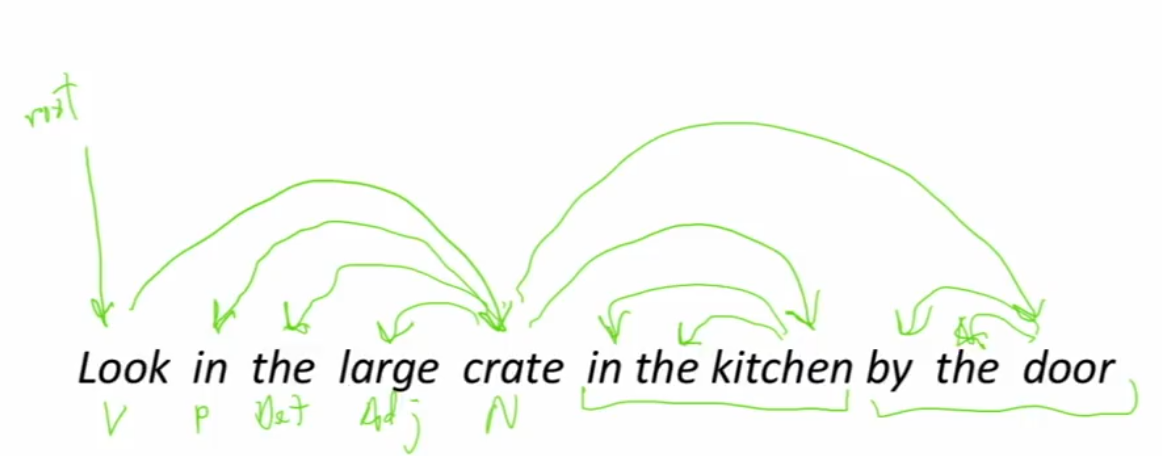 root
Look in the large crate in the kitchen by the door
V P Det Adj N